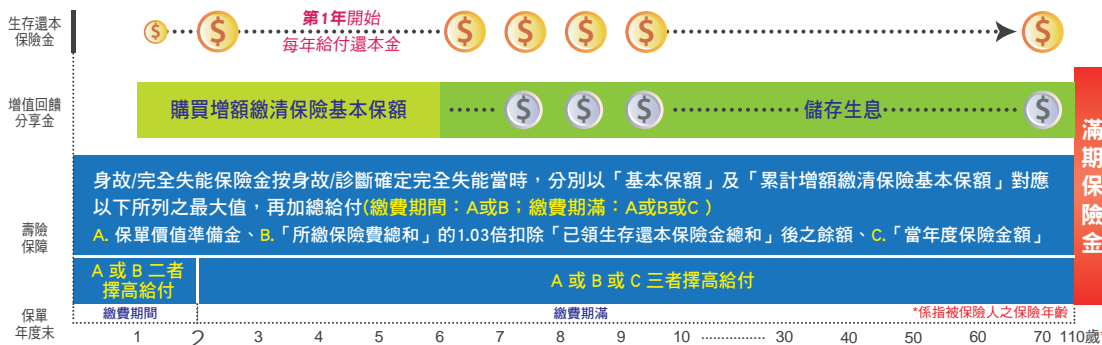 生存還本
保險金
第1年開始
每年給付還本金
$ $ $ $ $ $ $
增值回饋
分享金
購買增額繳清保險基本保額
$ $ $
儲存生息
$
滿期保險金
壽險
保障
身故/完全失能保險金按身故/診斷確定完全失能當時，分別以「基本保額」及「累計增額繳清保險基本保額」對應
以下所列之最大值，再加總給付(繳費期間：A或B；繳費期滿：A或B或C）
A. 保單價值準備金、B.「所繳保險費總和」的1.03倍扣除「已領生存還本保險金總和」後之餘額、C.「當年度保險金額」
A 或 B 二者
擇高給付
A 或 B 或 C 三者擇高給付
保單
年度末
繳費期間
繳費期滿
*係指被保險人之保險年齡
1 2 3 4 5 6 7 8 9 10 30 40 50 60 70 110歲*